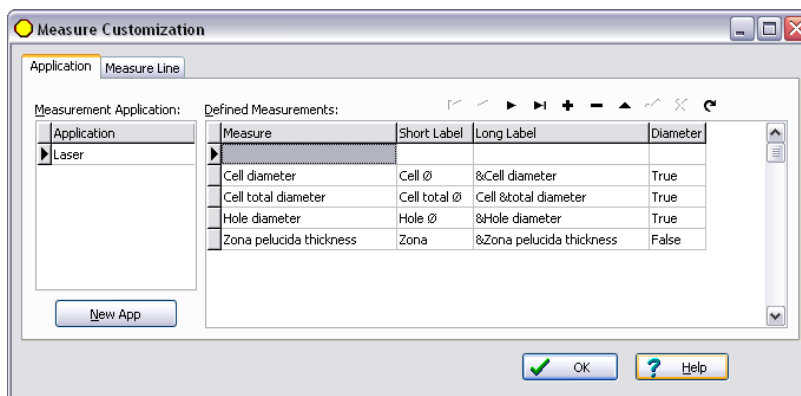 Measure Customization
Application Measure Line
Measurement Application: Defined Measurements:
Application Measure Short Label Long Label Diameter
Laser
Cell diameter Cell Ø &Cell diameter True
Cell total diameter Cell total Ø Cell &total diameter True
Hole diameter Hole Ø &Hole diameter True
Zona pelucida thickness Zona &Zona pelucida thickness False
New App
OK ? Help